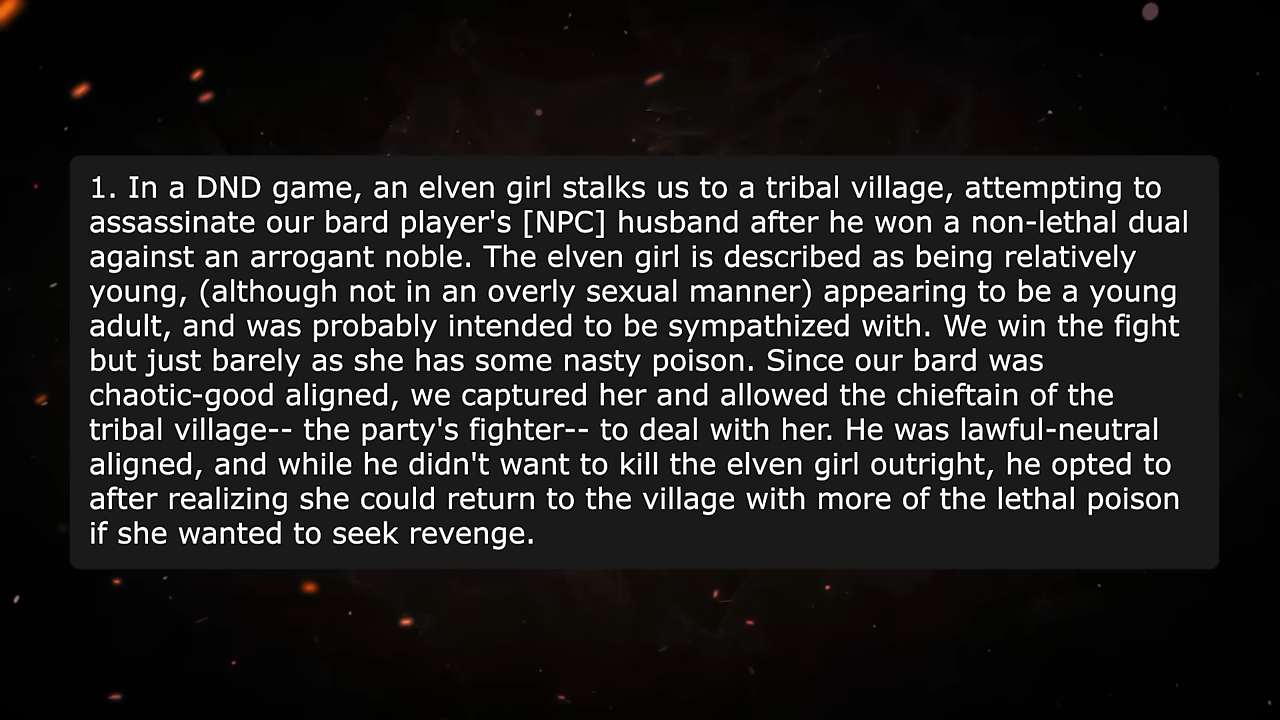 1. In a DND game, an elven girl stalks us to a tribal village, attempting to
assassinate our bard player's [NPC] husband after he won a non-lethal dual
against an arrogant noble. The elven girl is described as being relatively
young, (although not in an overly sexual manner) appearing to be a young
adult, and was probably intended to be sympathized with. We win the fight
but just barely as she has some nasty poison. Since our bard was
chaotic-good aligned, we captured her and allowed the chieftain of the
tribal village-- the party's fighter-- to deal with her. He was lawful-neutral
aligned, and while he didn't want to kill the elven girl outright, he opted to
after realizing she could return to the village with more of the lethal poison
if she wanted to seek revenge.